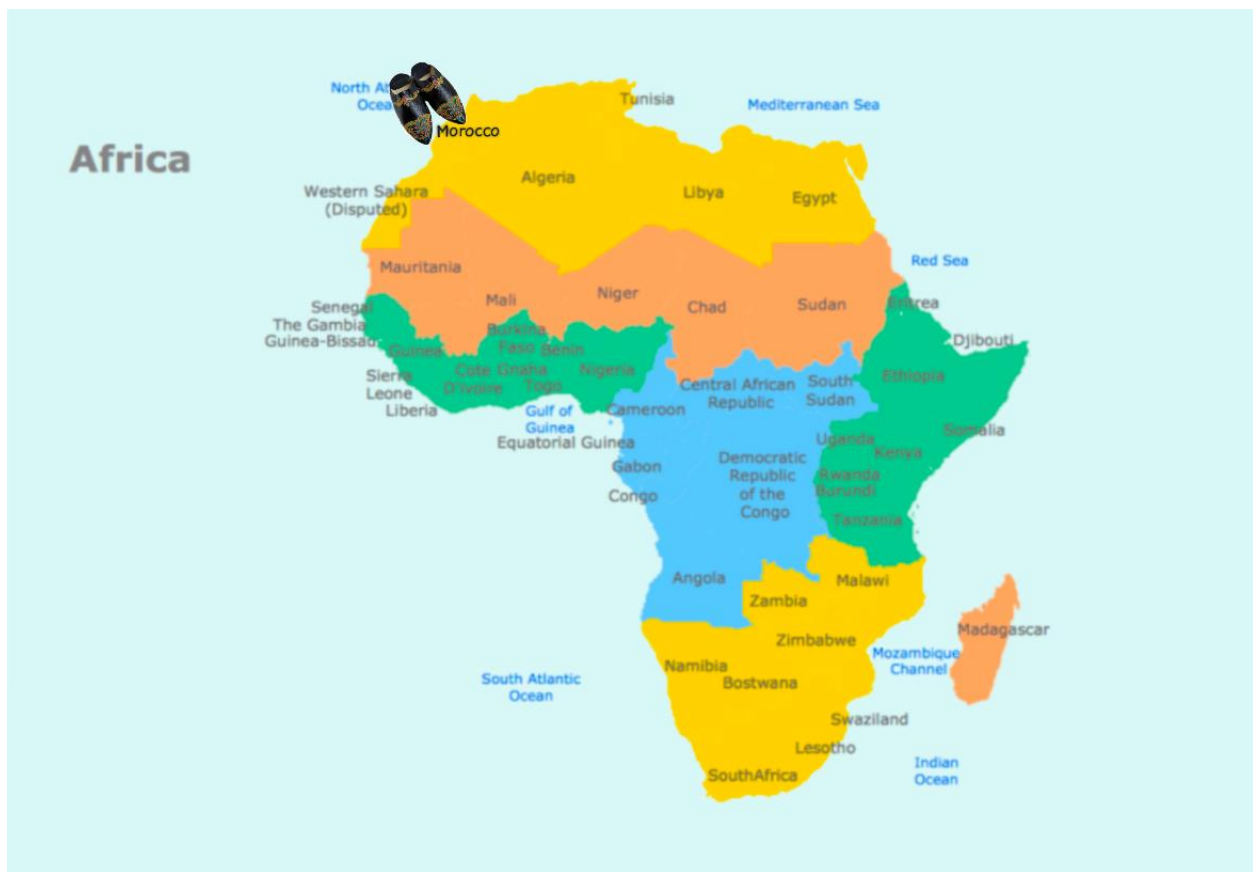 Africa
North
Tunisia
Mediterranean Sea
Morocco
Algeria
Libya
Egypt
Western Sahara
(Disputed)
Red Sea
Mauritania
Mali
Niger
Chad
Sudan
Eritrea
Senegal
The Gambia
Guinea-Bissau
Guinea
Burkina
Faso
Benin
Djibouti
Sierra
Leone
Liberia
Cote
D'Ivoire
Gnaha
Togo
Nigeria
Central African
Republic
South
Sudan
Ethiopia
Gulf of
Guinea
Cameroon
Equatorial Guinea
Somalia
Uganda
Kenya
Gabon
Congo
Democratic
Republic
of the
Congo
Rwanda
Burundi
Tanzania
Angola
Zambia
Malawi
Zimbabwe
Madagascar
Mozambique
Channel
Namibia
Bostwana
South Atlantic
Ocean
Swaziland
Lesotho
SouthAfrica
Indian
Ocean